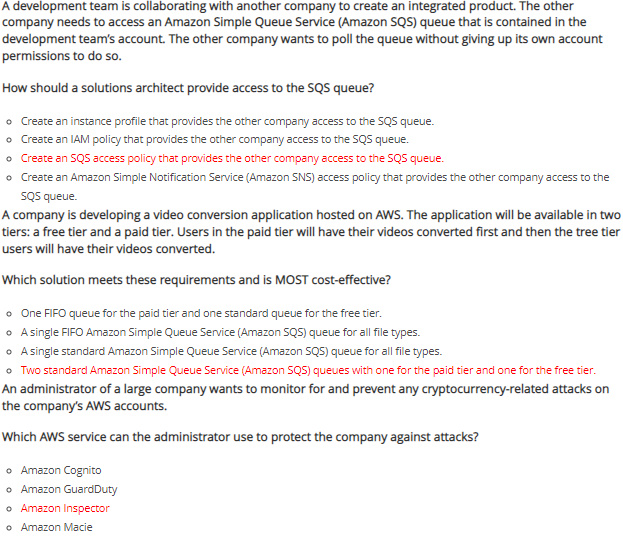 A development team is collaborating with another company to create an integrated product. The other
company needs to access an Amazon Simple Queue Service (Amazon SQS) queue that is contained in the
development team's account. The other company wants to poll the queue without giving up its own account
permissions to do so.
How should a solutions architect provide access to the SQS queue?
Create an instance profile that provides the other company access to the SQS queue.
Create an IAM policy that provides the other company access to the SQS queue.
Create an SQS access policy that provides the other company access to the SQS queue.
Create an Amazon Simple Notification Service (Amazon SNS) access policy that provides the other company access to the
SQS queue.
A company is developing a video conversion application hosted on AWS. The application will be available in two
tiers: a free tier and a paid tier. Users in the paid tier will have their videos converted first and then the tree tier
users will have their videos converted.
Which solution meets these requirements and is MOST cost-effective?
One FIFO queue for the paid tier and one standard queue for the free tier.
A single FIFO Amazon Simple Queue Service (Amazon SQS) queue for all file types.
A single standard Amazon Simple Queue Service (Amazon SQS) queue for all file types.
Two standard Amazon Simple Queue Service (Amazon SQS) queues with one for the paid tier and one for the free tier.
An administrator of a large company wants to monitor for and prevent any cryptocurrency-related attacks on
the company's AWS accounts.
Which AWS service can the administrator use to protect the company against attacks?
Amazon Cognito
Amazon GuardDuty
Amazon Inspector
Amazon Macie